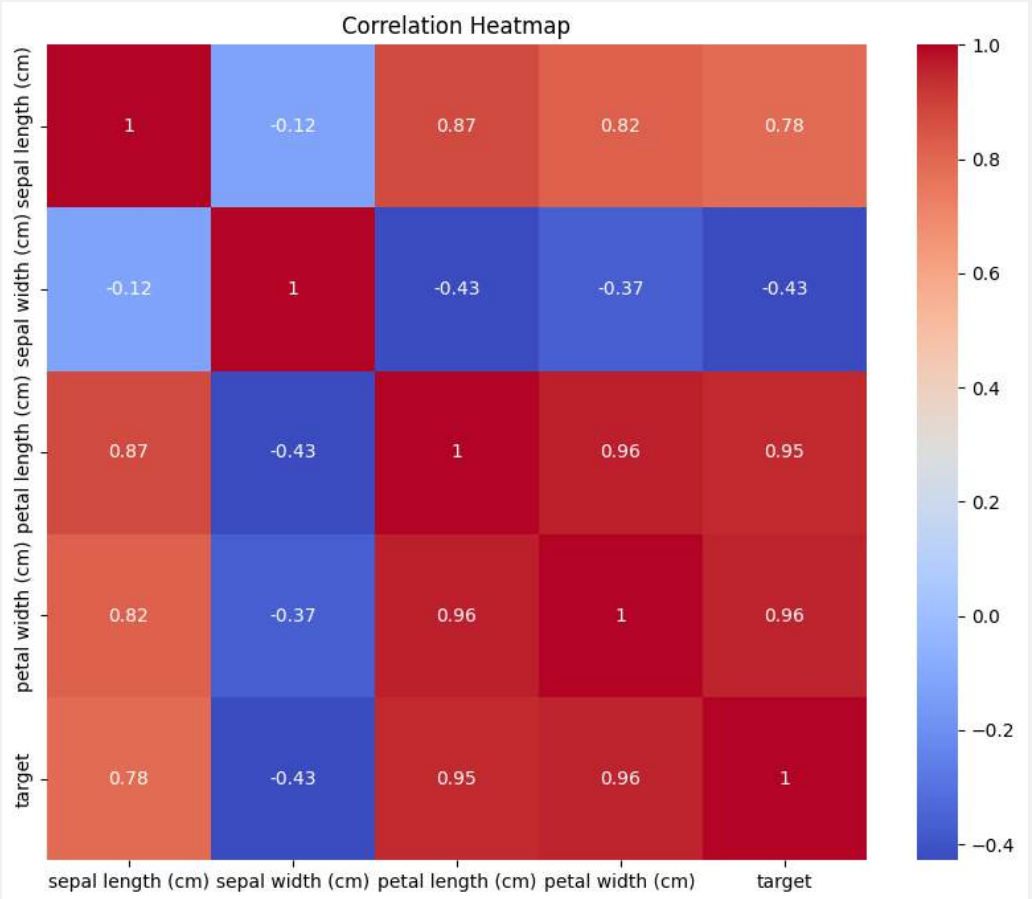 Correlation Heatmap
sepal length (cm)
1 -0.12 0.87 0.82 0.78
sepal width (cm)
-0.12 1 -0.43 -0.37 -0.43
petal length (cm)
0.87 -0.43 1 0.96 0.95
petal width (cm)
0.82 -0.37 0.96 1 0.96
target
0.78 -0.43 0.95 0.96 1
sepal length (cm) sepal width (cm) petal length (cm) petal width (cm) target
1.0
0.8
0.6
0.4
0.2
0.0
−0.2
−0.4